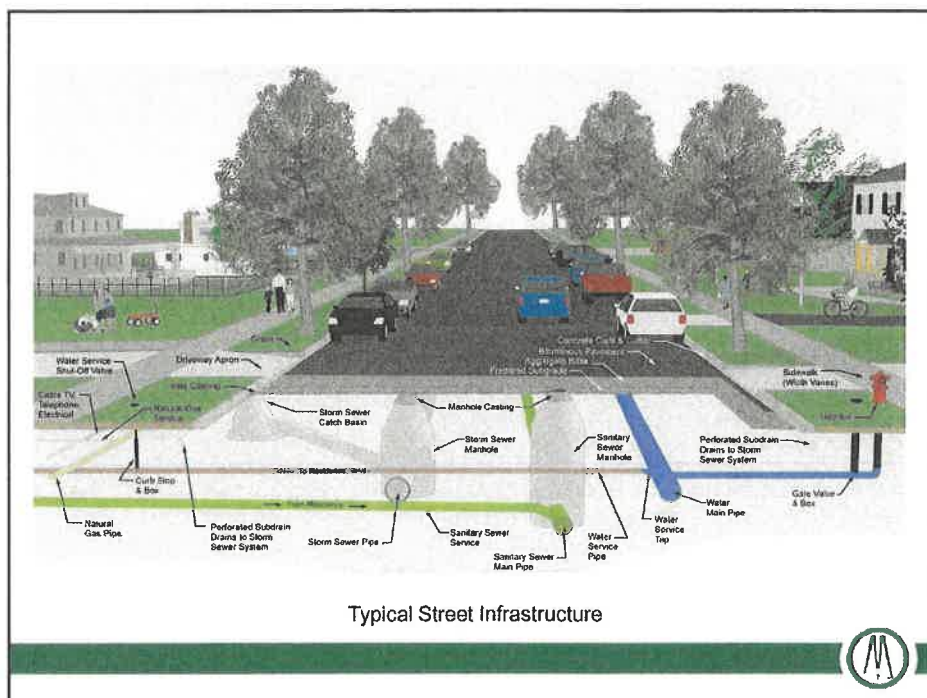 Concrete Curb &
Bituminous Pavement
Aggregate Base
Prepared Subgrade
Water Service
Shut-Off Valve
Driveway Apron
Inlet Casting
Cable TV
Telephone
Electrical
Natural Gas
Service
Storm Sewer
Catch Basin
Manhole Casting
Storm Sewer
Manhole
Sanitary
Sewer
Manhole
Perforated Subdrain
Drains to Storm
Sewer System
Sidewalk
(Width Varies)
Hydrant
Curb Stop
& Box
Natural
Gas Pipe
Perforated Subdrain
Drains to Storm
Sewer System
Storm Sewer Pipe
Sanitary Sewer
Service
Sanitary Sewer
Main Pipe
Water
Service
Pipe
Water
Service
Tap
Water
Main Pipe
Gate Valve
& Box
Typical Street Infrastructure